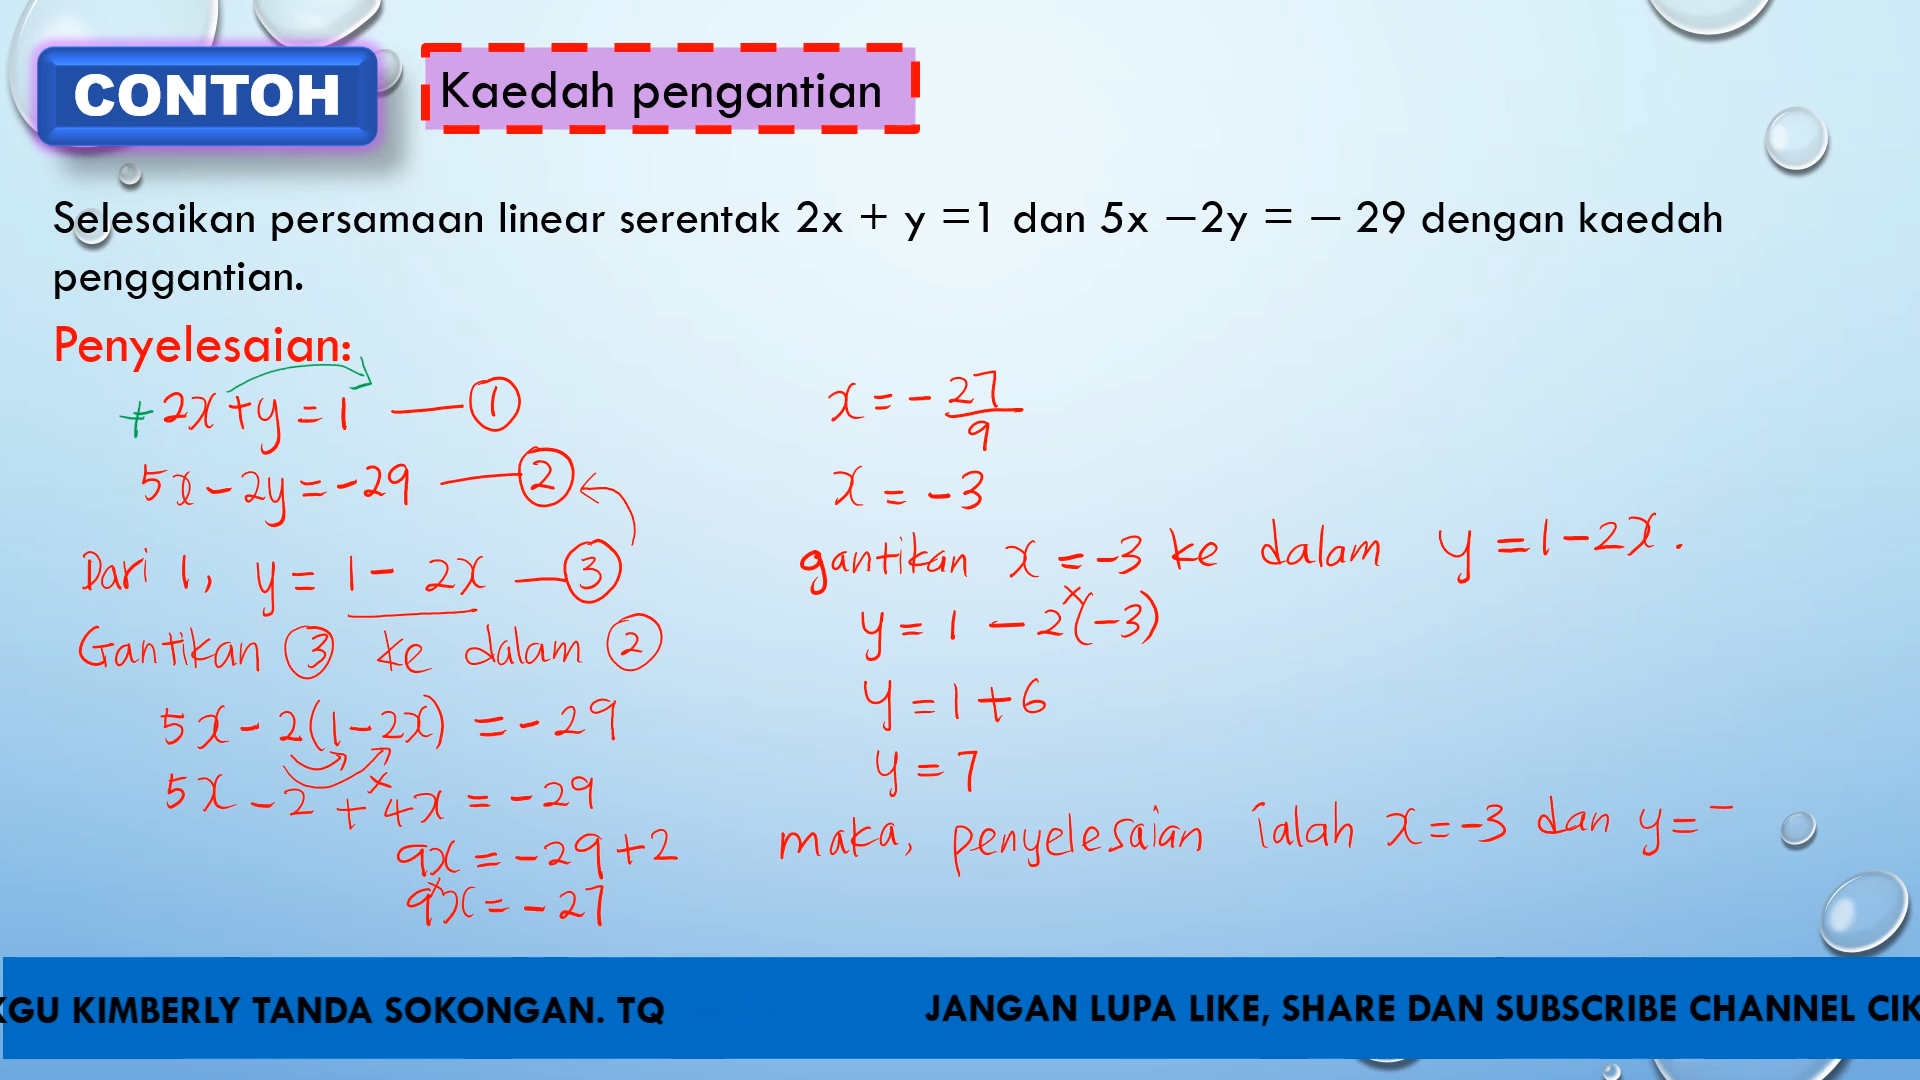 CONTOH
Kaedah pengantian
Selesaikan persamaan linear serentak 2x + y =1 dan 5x –2y = – 29 dengan kaedah
penggantian.
Penyelesaian:
+ 2x + y = 1 — ①
5x - 2y = -29 — ②
Dari 1, y = 1 - 2x — ③
Gantikan ③ ke dalam ②
5x - 2(1-2x) = -29
5x - 2 + 4x = -29
9x = -29 + 2
9x = -27
x = - 27/9
x = -3
gantikan x = -3 ke dalam y = 1-2x.
y = 1 - 2(-3)
y = 1 + 6
y = 7
maka, penyelesaian ialah x = -3 dan y =
KGU KIMBERLY TANDA SOKONGAN. TQ
JANGAN LUPA LIKE, SHARE DAN SUBSCRIBE CHANNEL CIK